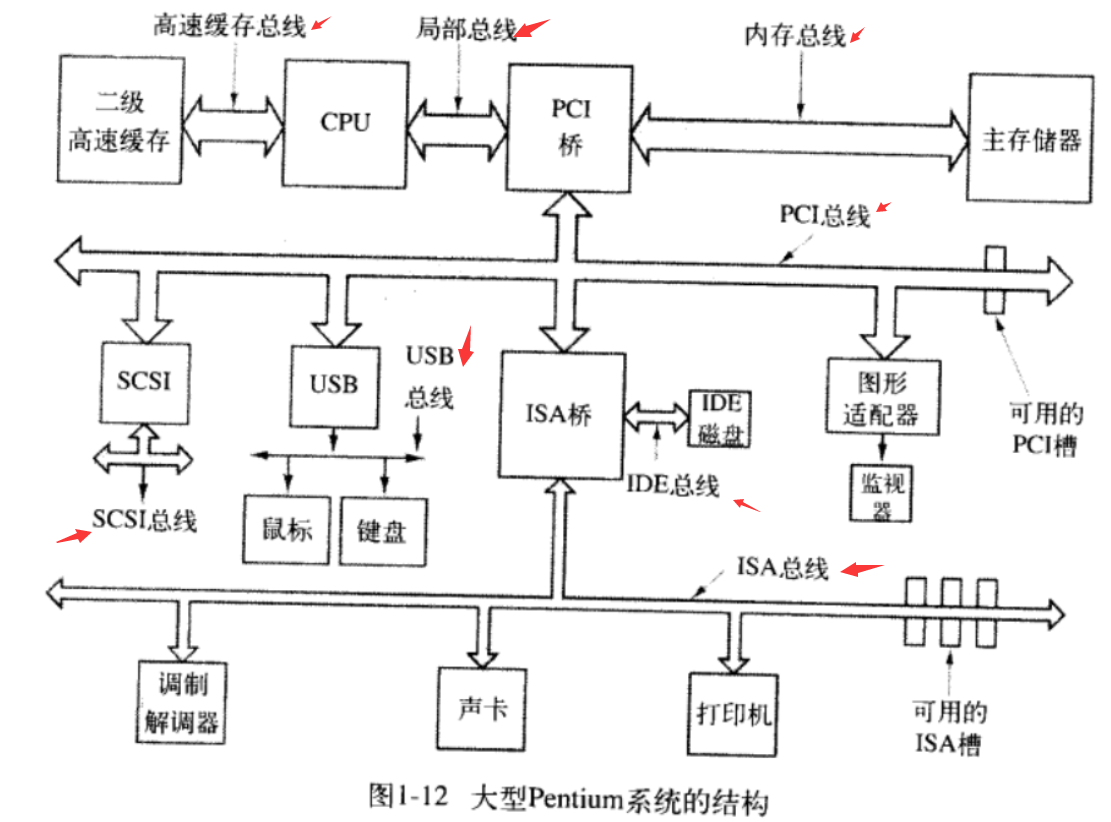 高速缓存总线
局部总线
内存总线
二级
高速缓存
CPU
PCI
桥
主存储器
PCI总线
SCSI
USB
USB
总线
ISA桥
IDE
磁盘
图形
适配器
可用的
PCI槽
SCSI总线
鼠标
键盘
IDE总线
监视
器
ISA总线
调制
解调器
声卡
打印机
可用的
ISA槽
图1-12 大型Pentium系统的结构